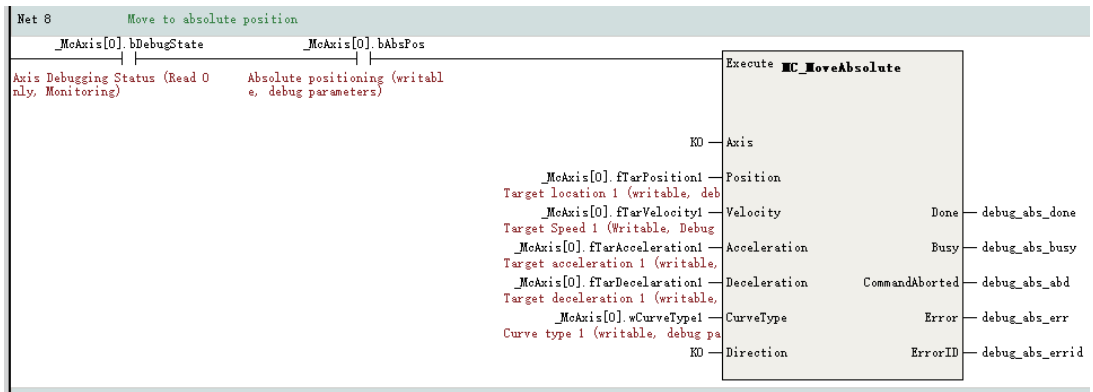 Net 8 Move to absolute position
_McAxis[0].bDebugState _McAxis[0].bAbsPos
Axis Debugging Status (Read O
nly, Monitoring)
Absolute positioning (writabl
e, debug parameters)
Execute MC_MoveAbsolute
K0 Axis
_McAxis[0].fTarPosition1 Position
Target location 1 (writable, deb
_McAxis[0].fTarVelocity1 Velocity Done debug_abs_done
Target Speed 1 (Writable, Debug
_McAxis[0].fTarAcceleration1 Acceleration Busy debug_abs_busy
Target acceleration 1 (writable,
_McAxis[0].fTarDecelaration1 Deceleration CommandAborted debug_abs_abd
Target deceleration 1 (writable,
_McAxis[0].wCurveType1 CurveType Error debug_abs_err
Curve type 1 (writable, debug pa
K0 Direction ErrorID debug_abs_errid